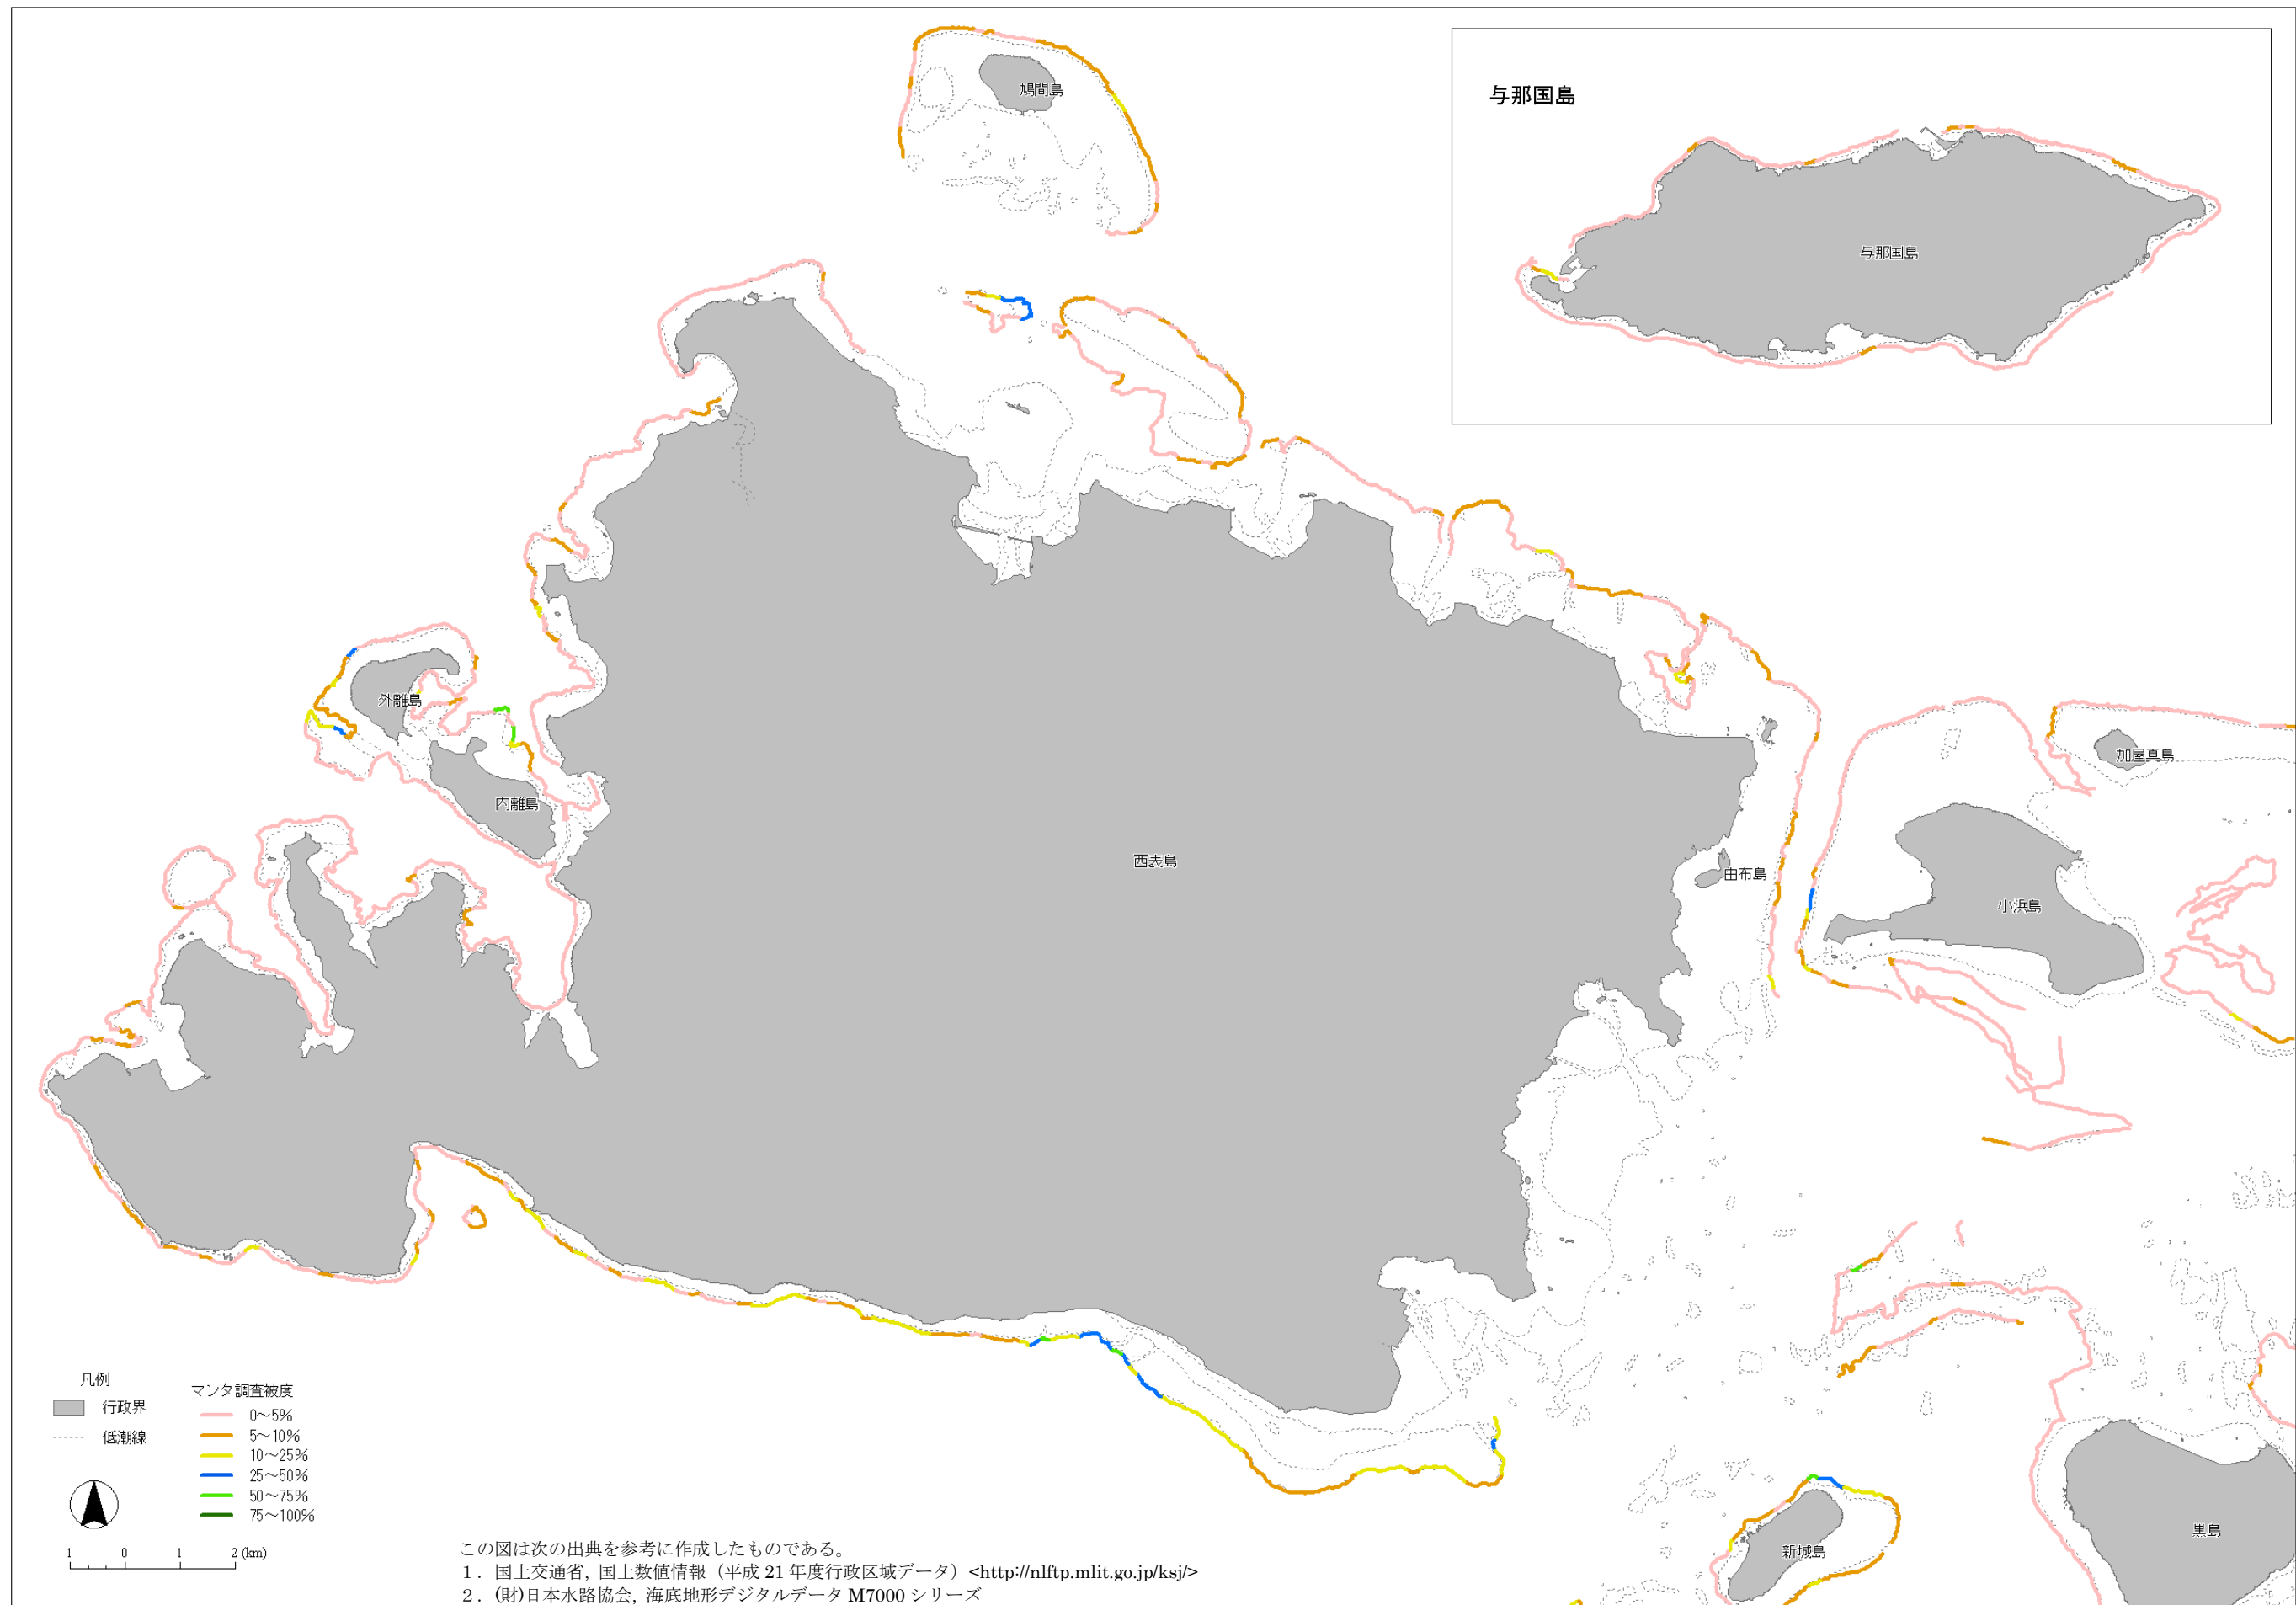 鳩間島
与那国島
与那国島
外離島
加屋真島
内離島
西表島
由布島
小浜島
凡例
行政界
低潮線
マンタ調査被度
0～5%
5～10%
10～25%
25～50%
50～75%
75～100%
1 0 1 2 (km)
黒島
新城島
この図は次の出典を参考に作成したものである。
1．国土交通省, 国土数値情報（平成 21 年度行政区域データ）<http://nlftp.mlit.go.jp/ksj/>
2．(財)日本水路協会, 海底地形デジタルデータ M7000 シリーズ